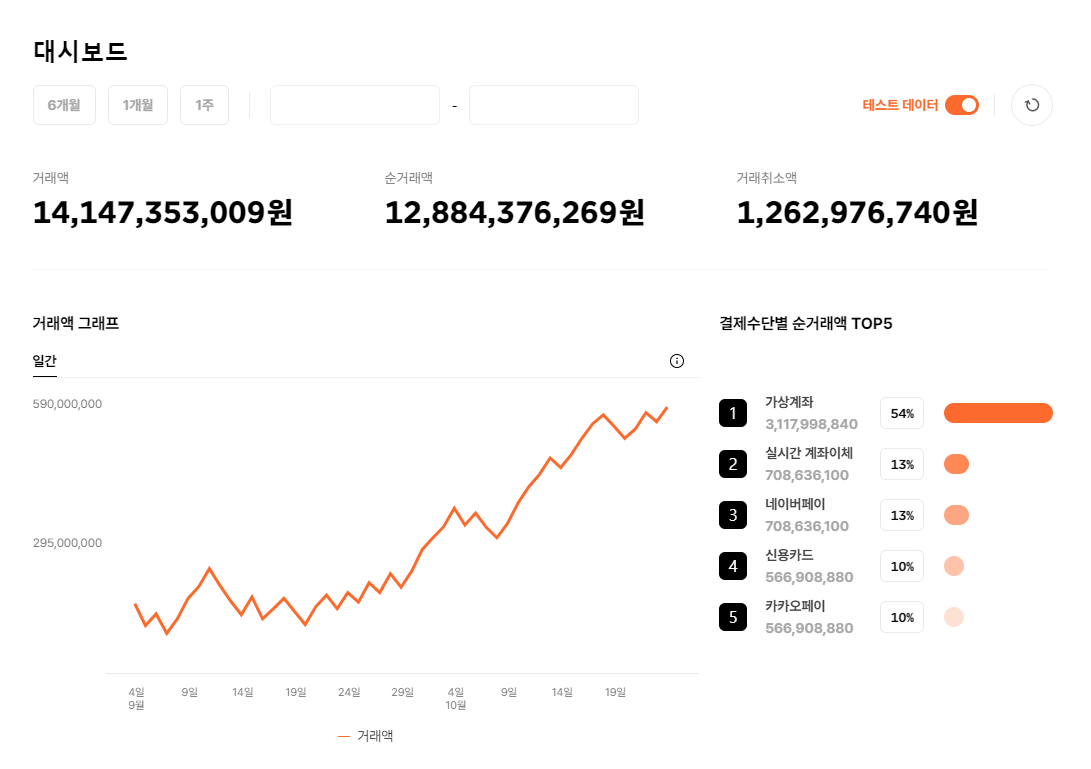 대시보드
6개월 1개월 1주 - 테스트 데이터
거래액 순거래액 거래취소액
14,147,353,009원 12,884,376,269원 1,262,976,740원
거래액 그래프
일간
590,000,000
295,000,000
4일 9일 14일 19일 24일 29일 4일 9일 14일 19일
9월 10월
거래액
결제수단별 순거래액 TOP5
1 가상계좌 54%
3,117,998,840
2 실시간 계좌이체 13%
708,636,100
3 네이버페이 13%
708,636,100
4 신용카드 10%
566,908,880
5 카카오페이 10%
566,908,880